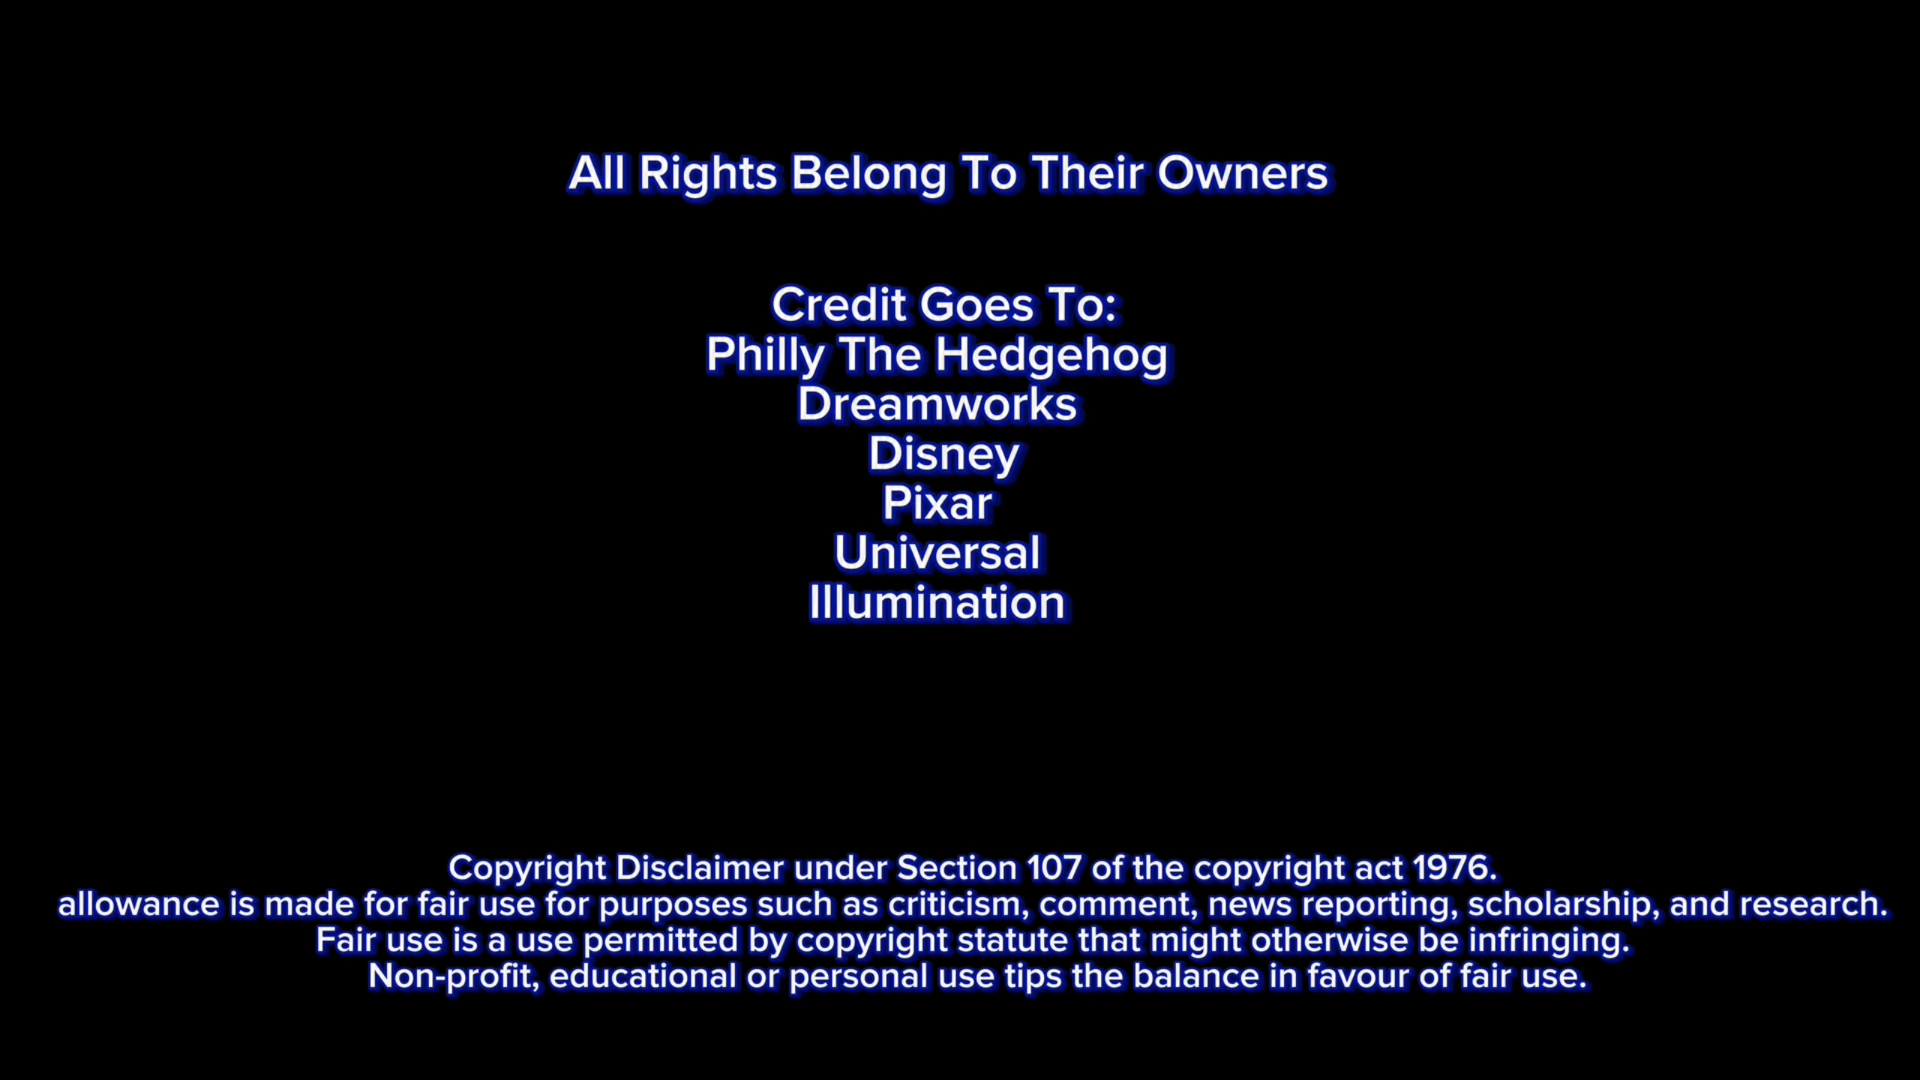 All Rights Belong To Their Owners
Credit Goes To:
Philly The Hedgehog
Dreamworks
Disney
Pixar
Universal
Illumination
Copyright Disclaimer under Section 107 of the copyright act 1976.
allowance is made for fair use for purposes such as criticism, comment, news reporting, scholarship, and research.
Fair use is a use permitted by copyright statute that might otherwise be infringing.
Non-profit, educational or personal use tips the balance in favour of fair use.